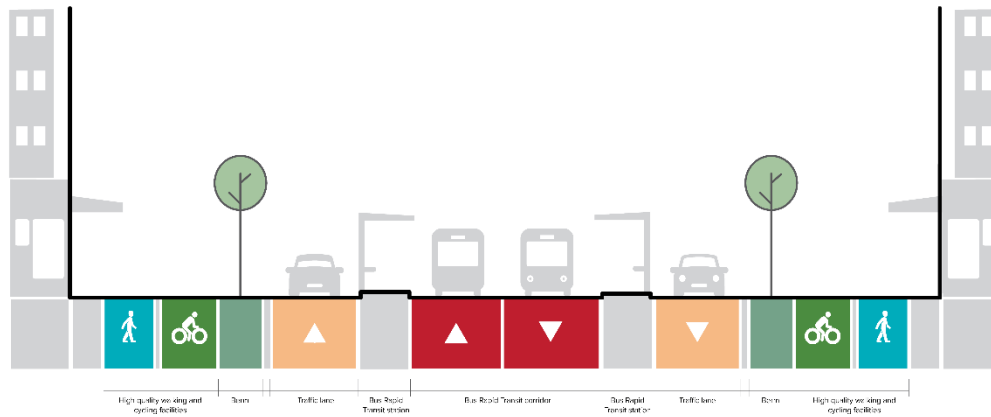 High quality walking and
cycling facilities
Berm
Traffic lane
Bus Rapid
Transit station
Bus Rapid Transit corridor
Bus Rapid
Transit station
Traffic lane
Berm
High quality walking and
cycling facilities